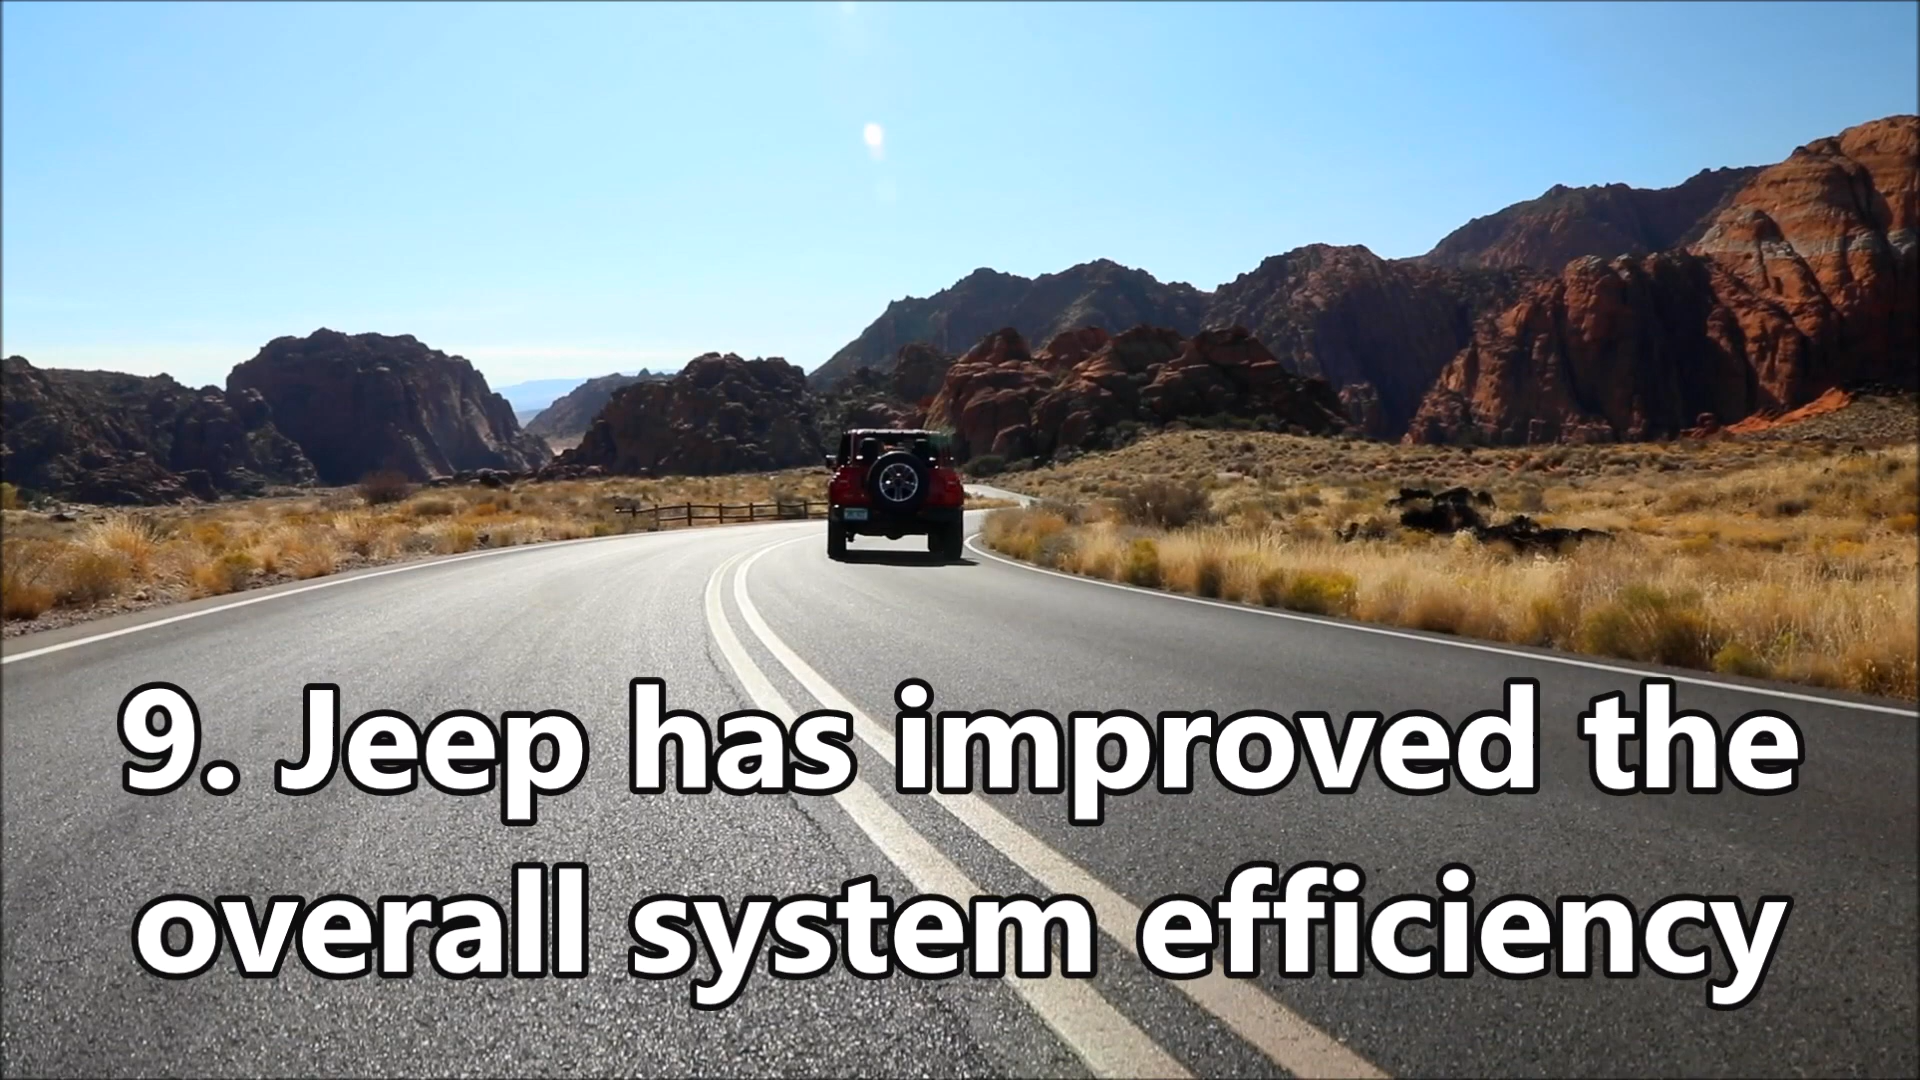 9. Jeep has improved the
overall system efficiency